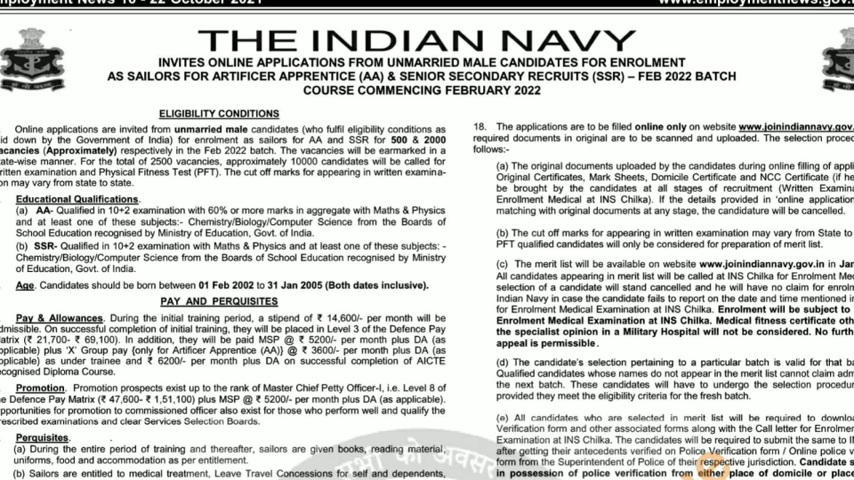 Employment News 16 - 22 October 2021
www.employmentnews.gov.
THE INDIAN NAVY
INVITES ONLINE APPLICATIONS FROM UNMARRIED MALE CANDIDATES FOR ENROLMENT
AS SAILORS FOR ARTIFICER APPRENTICE (AA) & SENIOR SECONDARY RECRUITS (SSR) – FEB 2022 BATCH
COURSE COMMENCING FEBRUARY 2022
ELIGIBILITY CONDITIONS
Online applications are invited from unmarried male candidates (who fulfil eligibility conditions as
id down by the Government of India) for enrolment as sailors for AA and SSR for 500 & 2000
vacancies (Approximately) respectively in the Feb 2022 batch. The vacancies will be earmarked in a
tate-wise manner. For the total of 2500 vacancies, approximately 10000 candidates will be called for
ritten examination and Physical Fitness Test (PFT). The cut off marks for appearing in written examina-
on may vary from state to state.
Educational Qualifications.
(a) AA- Qualified in 10+2 examination with 60% or more marks in aggregate with Maths & Physics
and at least one of these subjects:- Chemistry/Biology/Computer Science from the Boards of
School Education recognised by Ministry of Education, Govt. of India.
(b) SSR- Qualified in 10+2 examination with Maths & Physics and at least one of these subjects: -
Chemistry/Biology/Computer Science from the Boards of School Education recognised by Ministry
of Education, Govt. of India.
Age. Candidates should be born between 01 Feb 2002 to 31 Jan 2005 (Both dates inclusive).
PAY AND PERQUISITES
Pay & Allowances. During the initial training period, a stipend of ₹ 14,600/- per month will be
dmissible. On successful completion of initial training, they will be placed in Level 3 of the Defence Pay
atrix (₹ 21,700- ₹ 69,100). In addition, they will be paid MSP @ ₹ 5200/- per month plus DA (as
pplicable) plus 'X' Group pay {only for Artificer Apprentice (AA)} @ ₹ 3600/- per month plus DA (as
pplicable) as under trainee and ₹ 6200/- per month plus DA on successful completion of AICTE
cognised Diploma Course.
Promotion. Promotion prospects exist up to the rank of Master Chief Petty Officer-I, i.e. Level 8 of
he Defence Pay Matrix (₹ 47,600- ₹ 1,51,100) plus MSP @ ₹ 5200/- per month plus DA (as applicable).
pportunities for promotion to commissioned officer also exist for those who perform well and qualify the
rescribed examinations and clear Services Selection Boards.
Perquisites.
(a) During the entire period of training and thereafter, sailors are given books, reading material,
uniforms, food and accommodation as per entitlement.
(b) Sailors are entitled to medical treatment, Leave Travel Concessions for self and dependents,
18. The applications are to be filled online only on website www.joinindiannavy.gov.
required documents in original are to be scanned and uploaded. The selection proced
follows:-
(a) The original documents uploaded by the candidates during online filling of applic
Original Certificates, Mark Sheets, Domicile Certificate and NCC Certificate (if he
be brought by the candidates at all stages of recruitment (Written Examina
Enrollment Medical at INS Chilka). If the details provided in 'online application
matching with original documents at any stage, the candidature will be cancelled.
(b) The cut off marks for appearing in written examination may vary from State to
PFT qualified candidates will only be considered for preparation of merit list.
(c) The merit list will be available on website www.joinindiannavy.gov.in in Jan
All candidates appearing in merit list will be called at INS Chilka for Enrolment Med
selection of a candidate will stand cancelled and he will have no claim for enrolm
Indian Navy in case the candidate fails to report on the date and time mentioned i
for Enrolment Medical Examination at INS Chilka. Enrolment will be subject to
Enrolment Medical Examination at INS Chilka. Medical fitness certificate oth
the specialist opinion in a Military Hospital will not be considered. No furth
appeal is permissible.
(d) The candidate's selection pertaining to a particular batch is valid for that ba
Qualified candidates whose names do not appear in the merit list cannot claim adm
the next batch. These candidates will have to undergo the selection procedur
provided they meet the eligibility criteria for the fresh batch.
(e) All candidates who are selected in merit list will be required to downloa
Verification form and other associated forms along with the Call letter for Enrolmen
Examination at INS Chilka. The candidates will be required to submit the same to IN
after getting their antecedents verified on Police Verification form / Online police v
form from the Superintendent of Police of their respective jurisdiction. Candidate s
in possession of police verification from either place of domicile or place
सभी को अवसर